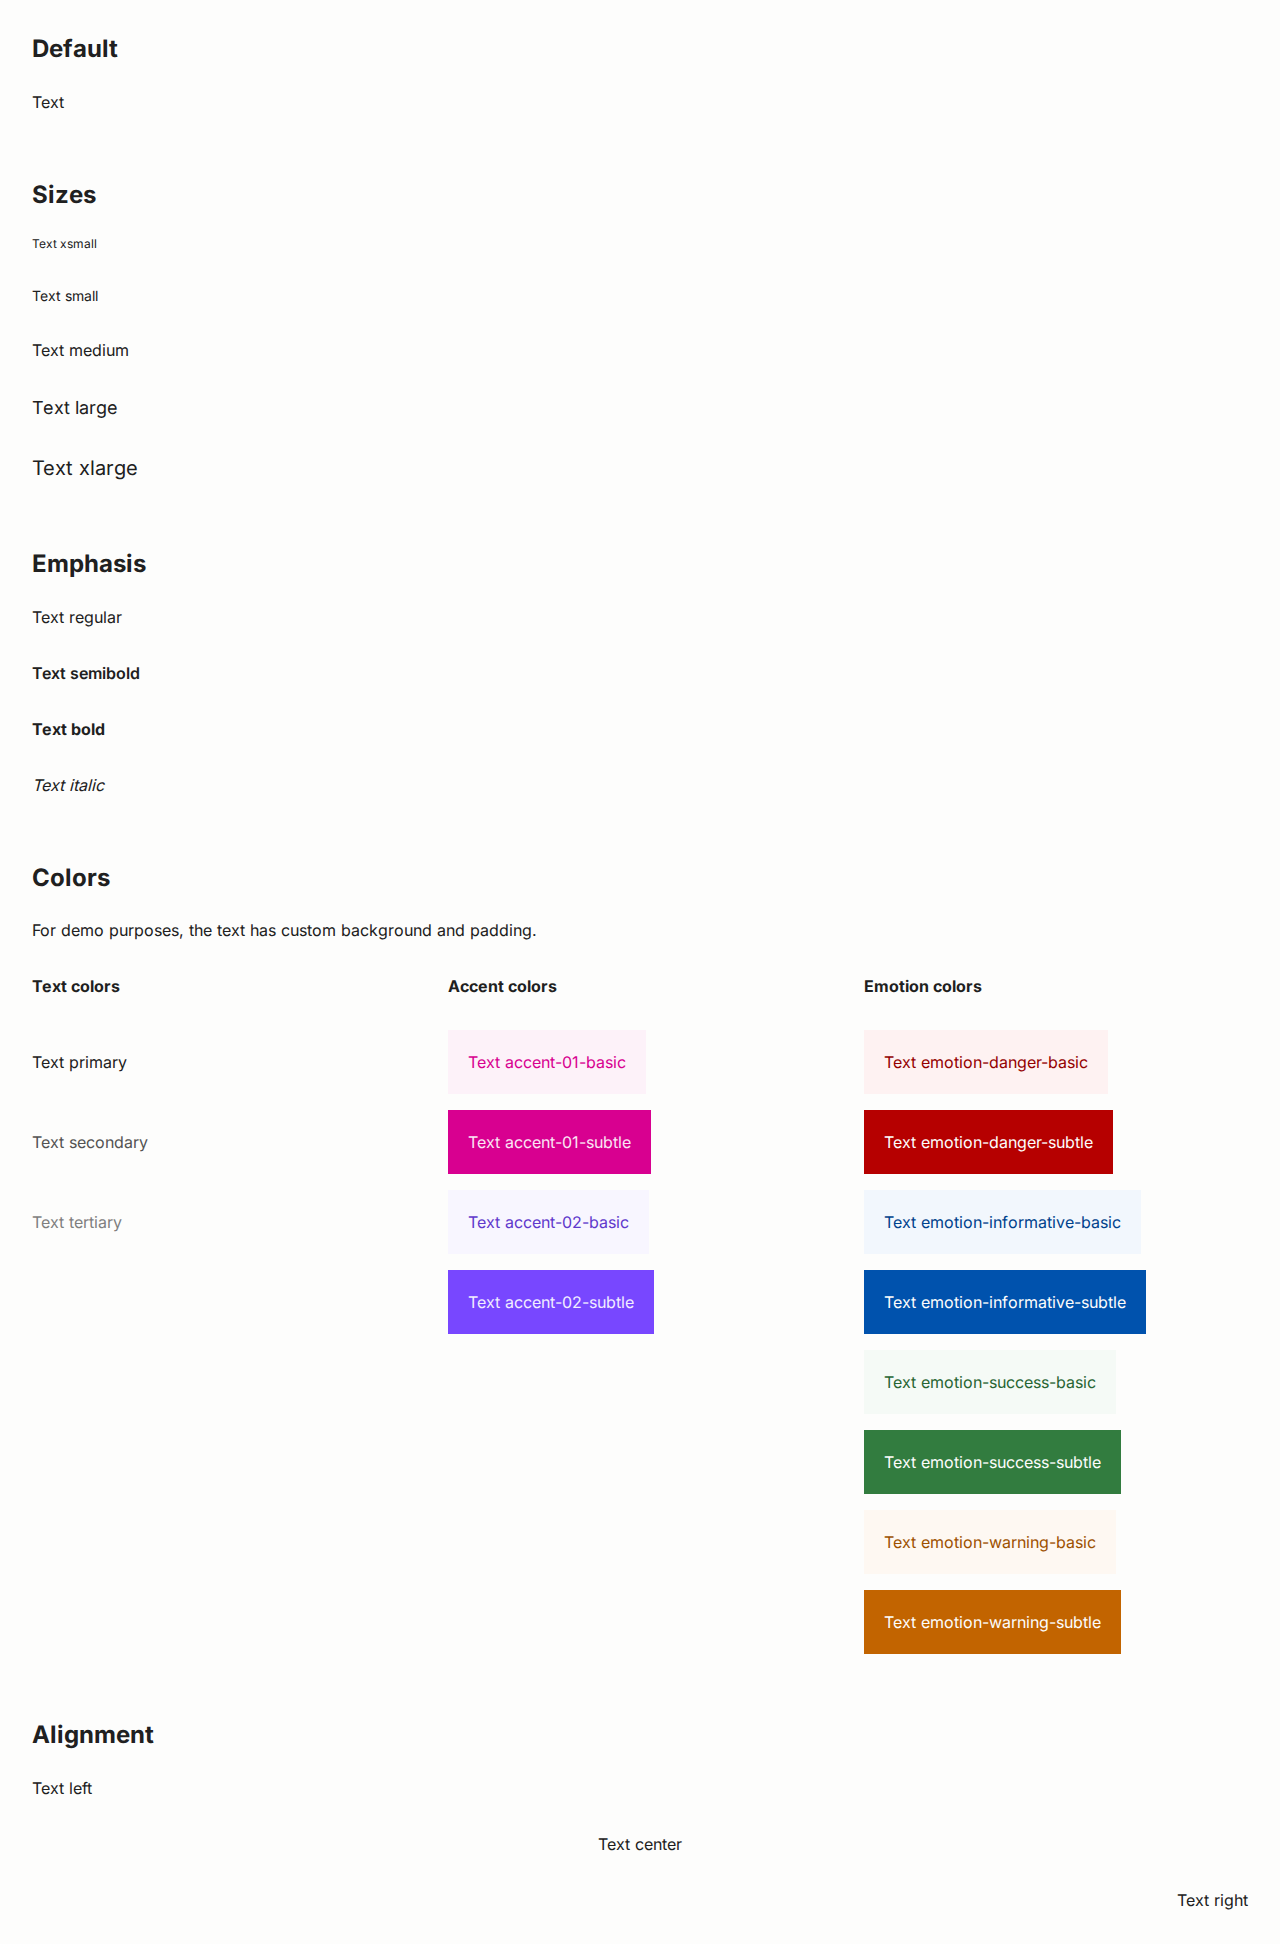 Default
Text
Sizes
Text xsmall
Text small
Text medium
Text large
Text xlarge
Emphasis
Text regular
Text semibold
Text bold
Text italic
Colors
For demo purposes, the text has custom background and padding.
Text colors
Text primary
Text secondary
Text tertiary
Accent colors
Text accent-01-basic
Text accent-01-subtle
Text accent-02-basic
Text accent-02-subtle
Emotion colors
Text emotion-danger-basic
Text emotion-danger-subtle
Text emotion-informative-basic
Text emotion-informative-subtle
Text emotion-success-basic
Text emotion-success-subtle
Text emotion-warning-basic
Text emotion-warning-subtle
Alignment
Text left
Text center
Text right